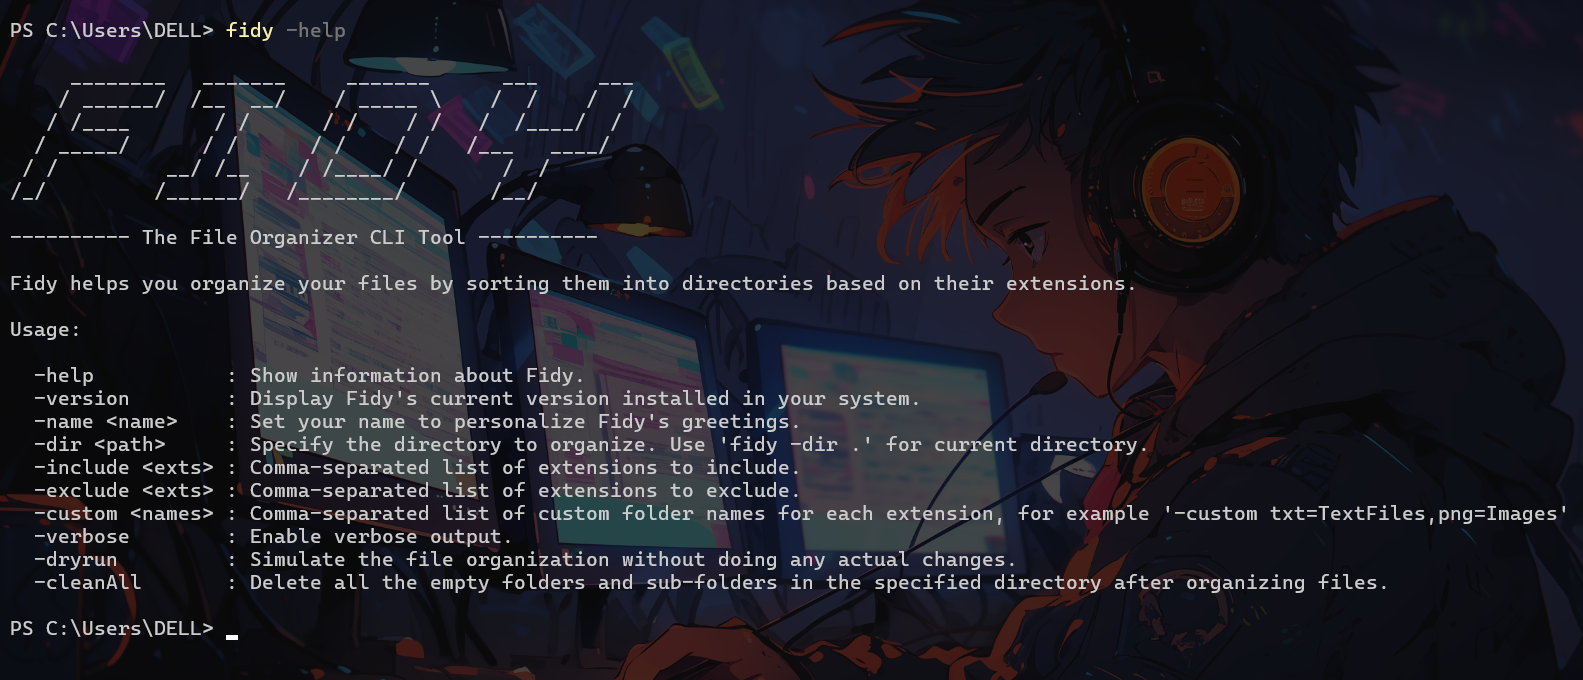 PS C:\Users\DELL> fidy -help
FIDY
---------- The File Organizer CLI Tool ----------
Fidy helps you organize your files by sorting them into directories based on their extensions.
Usage:
-help : Show information about Fidy.
-version : Display Fidy's current version installed in your system.
-name <name> : Set your name to personalize Fidy's greetings.
-dir <path> : Specify the directory to organize. Use 'fidy -dir .' for current directory.
-include <exts> : Comma-separated list of extensions to include.
-exclude <exts> : Comma-separated list of extensions to exclude.
-custom <names> : Comma-separated list of custom folder names for each extension, for example '-custom txt=TextFiles,png=Images'
-verbose : Enable verbose output.
-dryrun : Simulate the file organization without doing any actual changes.
-cleanAll : Delete all the empty folders and sub-folders in the specified directory after organizing files.
PS C:\Users\DELL>